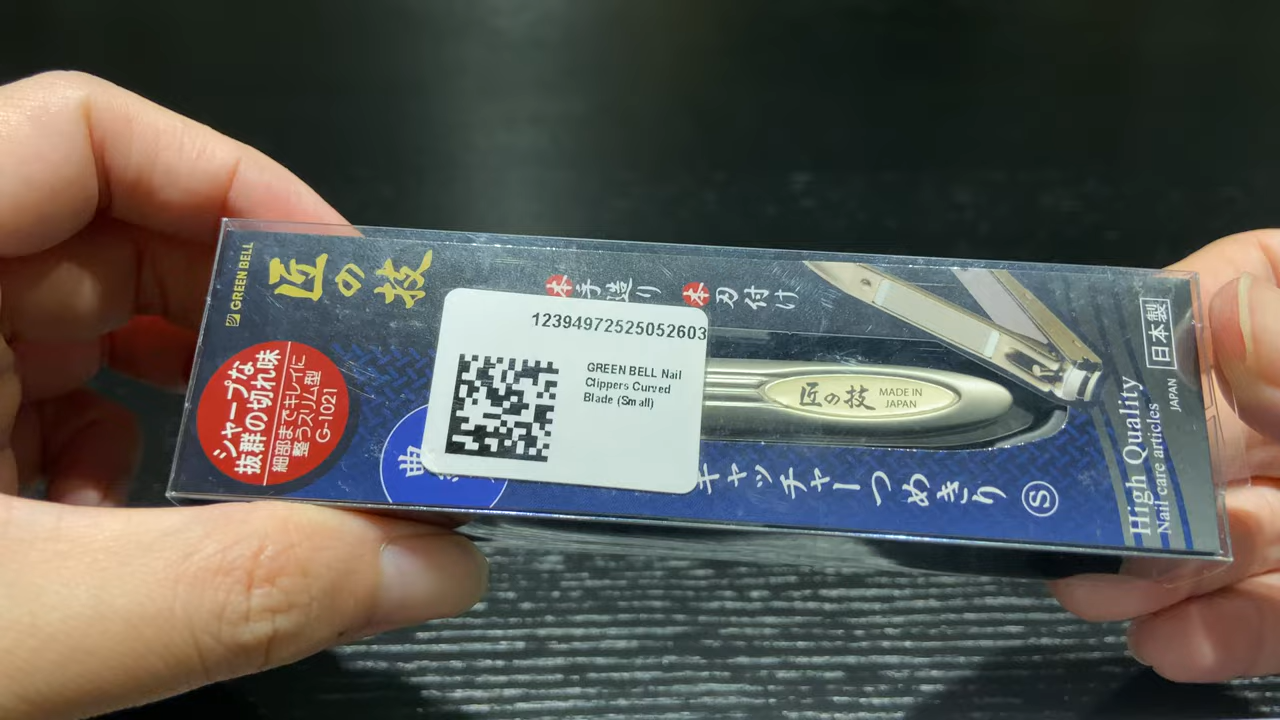 GREEN BELL
匠の技
本手造り
本刃付け
シャープな
抜群の切れ味
細部までキレイに
整うスリム型
G-1021
曲
12394972525052603
GREEN BELL Nail
Clippers Curved
Blade (Small)
匠の技
MADE IN
JAPAN
キャッチャーつめきり Ⓢ
日本製
JAPAN
High Quality
Nail care articles